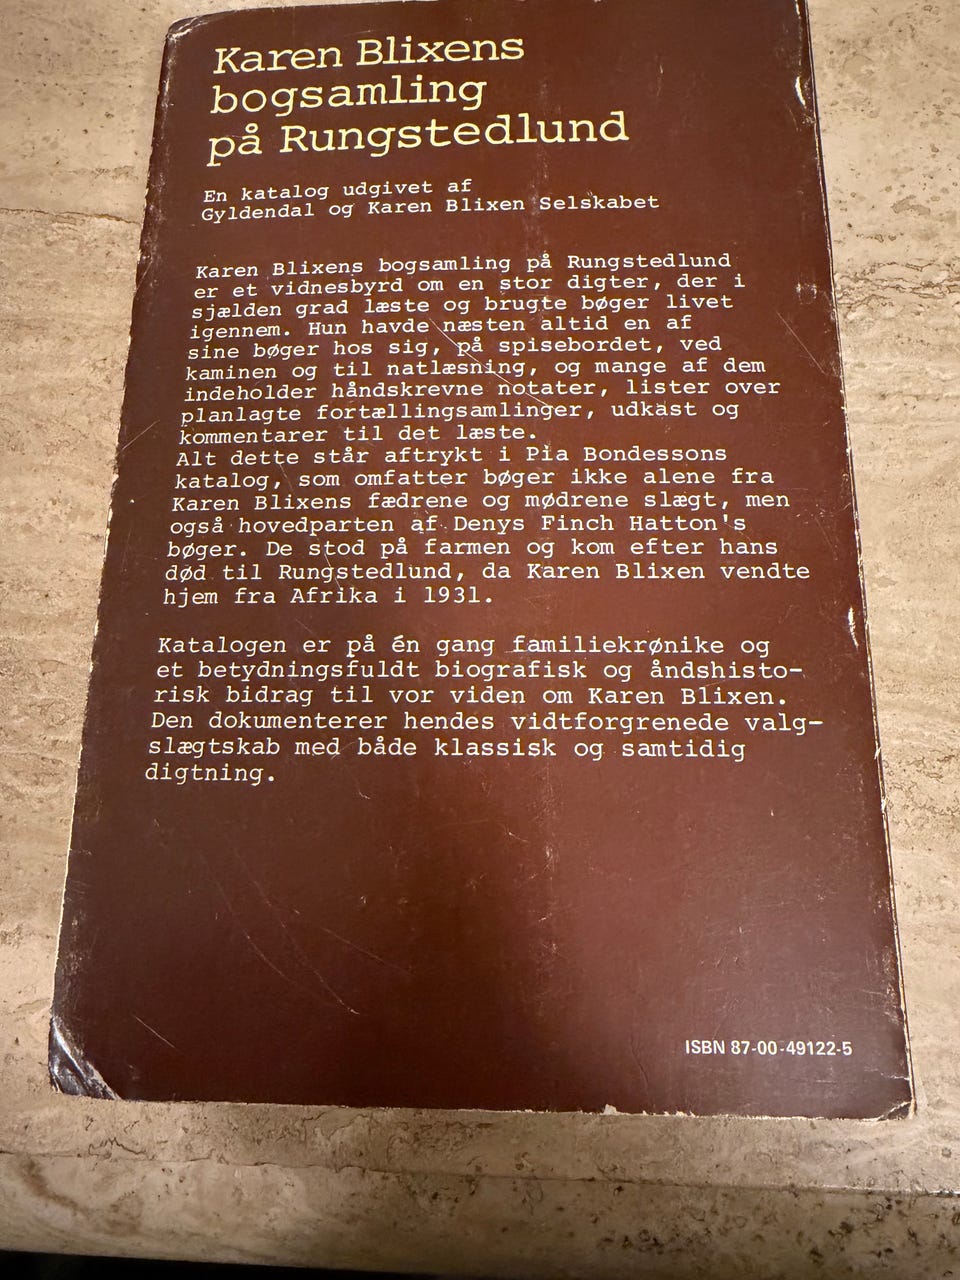 Karen Blixens
bogsamling
på Rungstedlund
En katalog udgivet af
Gyldendal og Karen Blixen Selskabet
Karen Blixens bogsamling på Rungstedlund
er et vidnesbyrd om en stor digter, der i
sjælden grad læste og brugte bøger livet
igennem. Hun havde næsten altid en af
sine bøger hos sig, på spisebordet, ved
kaminen og til natlæsning, og mange af dem
indeholder håndskrevne notater, lister over
planlagte fortællingsamlinger, udkast og
kommentarer til det læste.
Alt dette står aftrykt i Pia Bondessons
katalog, som omfatter bøger ikke alene fra
Karen Blixens fædrene og mødrene slægt, men
også hovedparten af Denys Finch Hatton's
bøger. De stod på farmen og kom efter hans
død til Rungstedlund, da Karen Blixen vendte
hjem fra Afrika i 1931.
Katalogen er på én gang familiekrønike og
et betydningsfuldt biografisk og åndshisto-
risk bidrag til vor viden om Karen Blixen.
Den dokumenterer hendes vidtforgrenede valg-
slægtskab med både klassisk og samtidig
digtning.
ISBN 87-00-49122-5